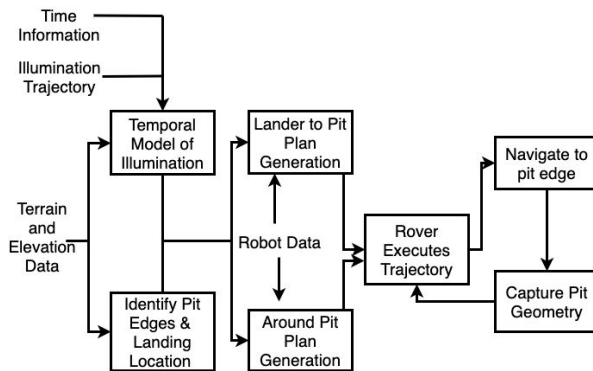 Time
Information
Illumination
Trajectory
Temporal
Model of
Illumination
Lander to Pit
Plan
Generation
Navigate to
pit edge
Terrain
and
Elevation
Data
Robot Data
Rover
Executes
Trajectory
Identify Pit
Edges &
Landing
Location
Around Pit
Plan
Generation
Capture Pit
Geometry